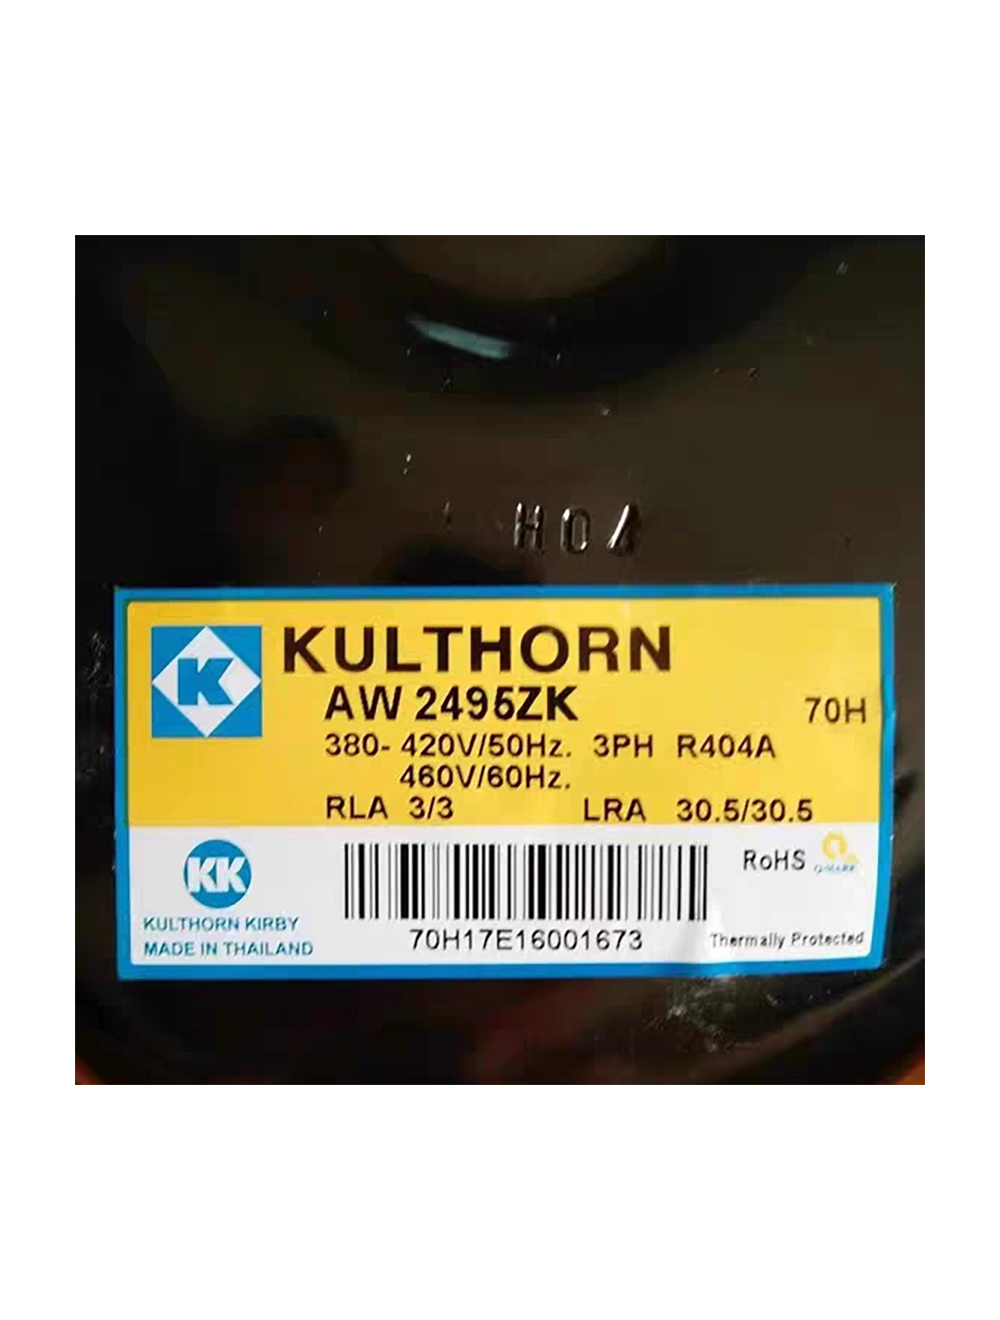 H04
K
KULTHORN
AW 2495ZK
70H
380- 420V/50Hz. 3PH R404A
460V/60Hz.
RLA 3/3 LRA 30.5/30.5
KK
RoHS
Q-MARK
KULTHORN KIRBY
MADE IN THAILAND
70H17E16001673
Thermally Protected